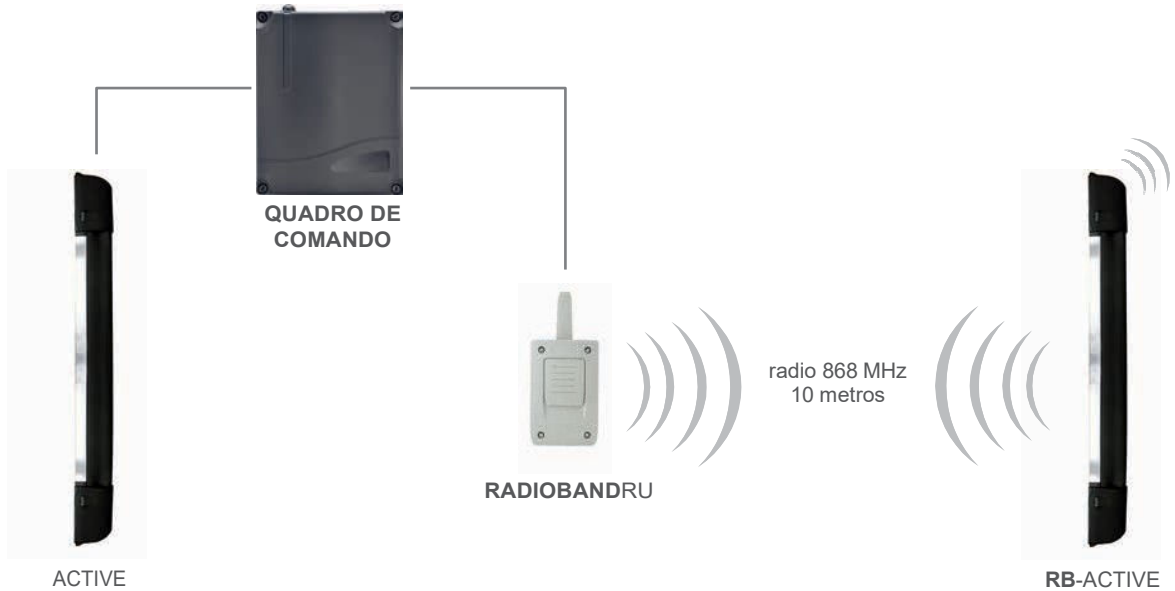 QUADRO DE
COMANDO
radio 868 MHz
10 metros
RADIOBANDRU
ACTIVE
RB-ACTIVE